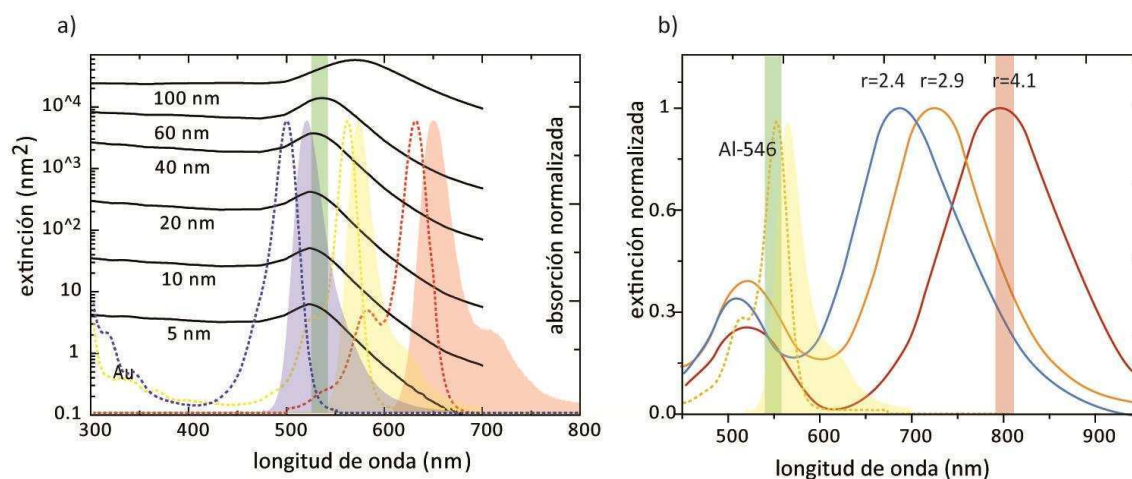 a)
extinción (nm²)
10^4
10^3
10^2
10
1
0.1
100 nm
60 nm
40 nm
20 nm
10 nm
5 nm
Au
300
400
500
600
700
800
longitud de onda (nm)
absorción normalizada
b)
extinción normalizada
1
0.6
0.3
0.0
r=2.4 r=2.9 r=4.1
Al-546
500
600
700
800
900
longitud de onda (nm)